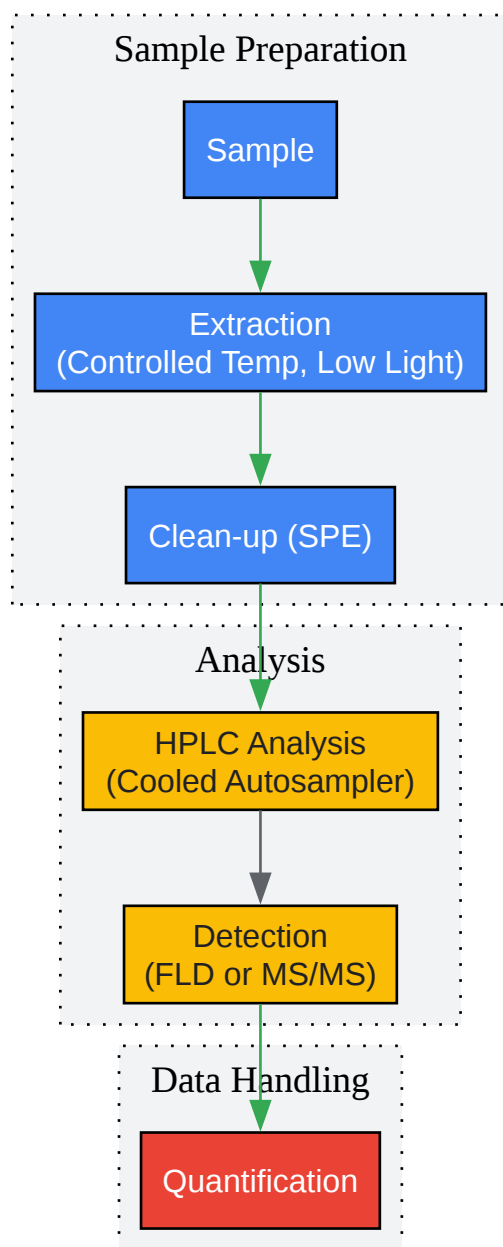 Sample Preparation
Sample
Extraction
(Controlled Temp, Low Light)
Clean-up (SPE)
Analysis
HPLC Analysis
(Cooled Autosampler)
Detection
(FLD or MS/MS)
Data Handling
Quantification